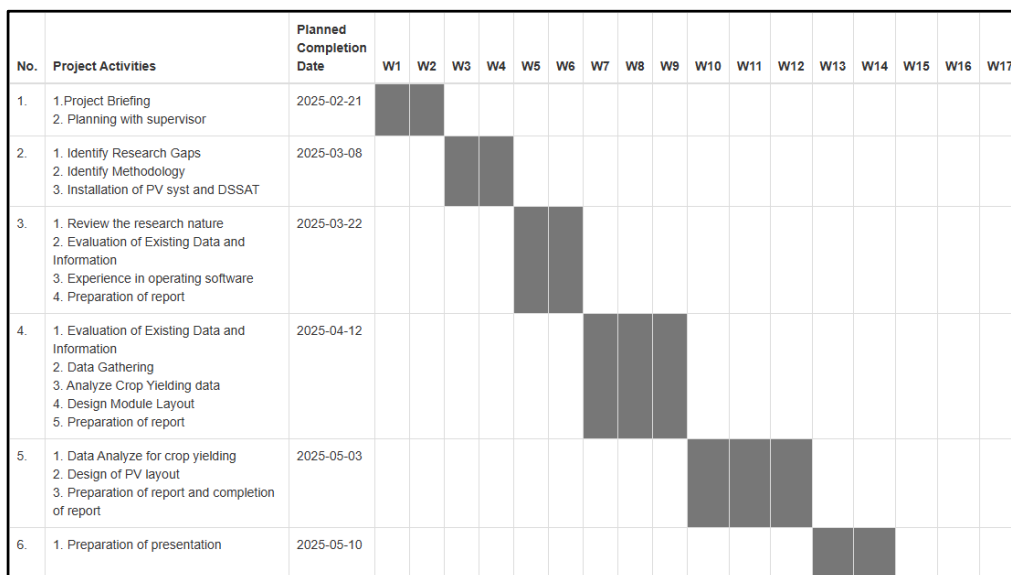 No. Project Activities Planned Completion Date W1 W2 W3 W4 W5 W6 W7 W8 W9 W10 W11 W12 W13 W14 W15 W16 W17
1. 1.Project Briefing 2025-02-21
2. Planning with supervisor
2. 1. Identify Research Gaps 2025-03-08
2. Identify Methodology
3. Installation of PV syst and DSSAT
3. 1. Review the research nature 2025-03-22
2. Evaluation of Existing Data and
Information
3. Experience in operating software
4. Preparation of report
4. 1. Evaluation of Existing Data and 2025-04-12
Information
2. Data Gathering
3. Analyze Crop Yielding data
4. Design Module Layout
5. Preparation of report
5. 1. Data Analyze for crop yielding 2025-05-03
2. Design of PV layout
3. Preparation of report and completion
of report
6. 1. Preparation of presentation 2025-05-10